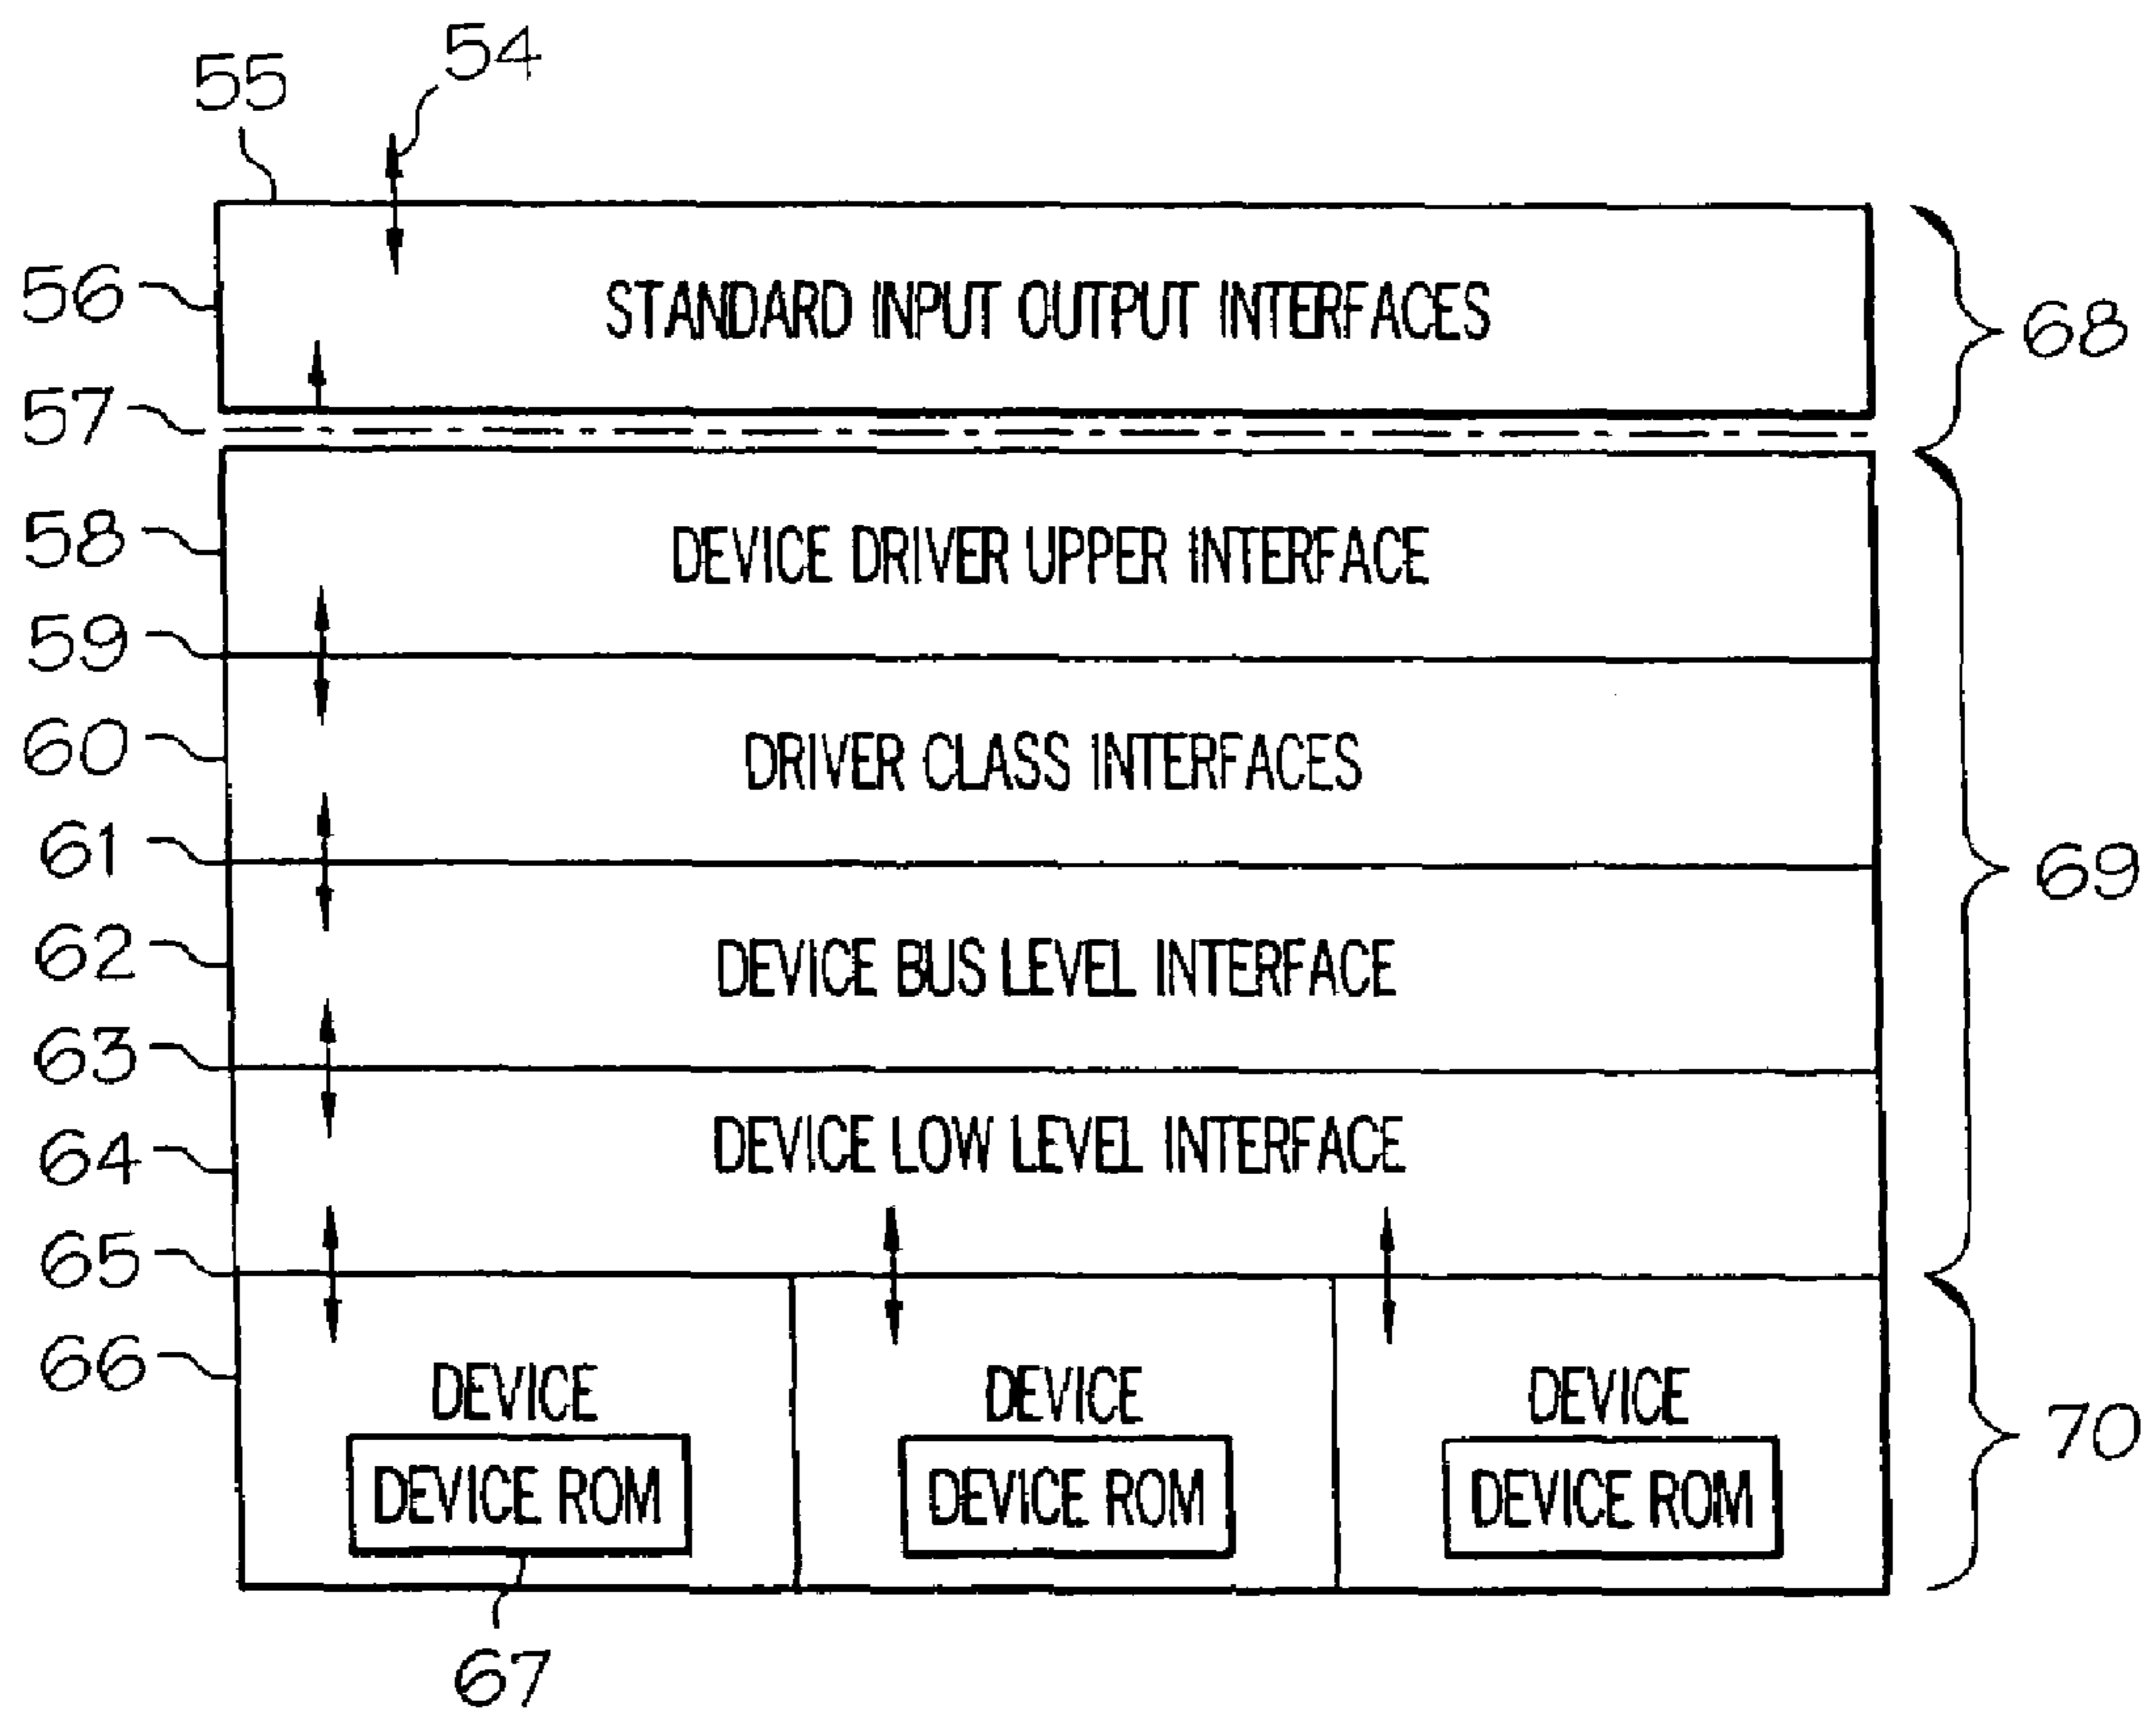 54
55
56
STANDARD INPUT OUTPUT INTERFACES
68
57
58
DEVICE DRIVER UPPER INTERFACE
59
60
DRIVER CLASS INTERFACES
61
69
62
DEVICE BUS LEVEL INTERFACE
63
64
DEVICE LOW LEVEL INTERFACE
65
66
DEVICE DEVICE DEVICE
70
DEVICE ROM DEVICE ROM DEVICE ROM
67